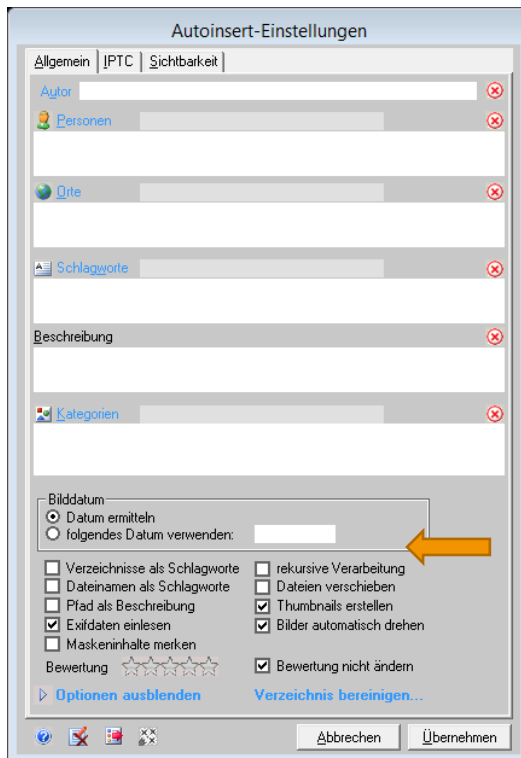 Autoinsert-Einstellungen
Allgemein IPTC Sichtbarkeit
Autor
Personen
Orte
Schlagworte
Beschreibung
Kategorien
Bilddatum
Datum ermitteln
folgendes Datum verwenden:
Verzeichnisse als Schlagworte rekursive Verarbeitung
Dateinamen als Schlagworte Dateien verschieben
Pfad als Beschreibung Thumbnails erstellen
Exifdaten einlesen Bilder automatisch drehen
Maskeninhalte merken
Bewertung Bewertung nicht ändern
Optionen ausblenden Verzeichnis bereinigen...
Abbrechen Übernehmen